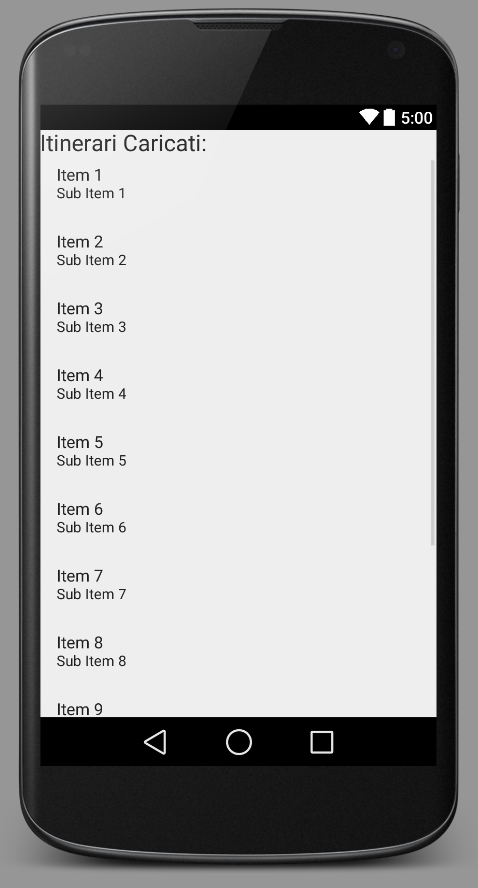 5:00
Itinerari Caricati:
Item 1
Sub Item 1
Item 2
Sub Item 2
Item 3
Sub Item 3
Item 4
Sub Item 4
Item 5
Sub Item 5
Item 6
Sub Item 6
Item 7
Sub Item 7
Item 8
Sub Item 8
Item 9